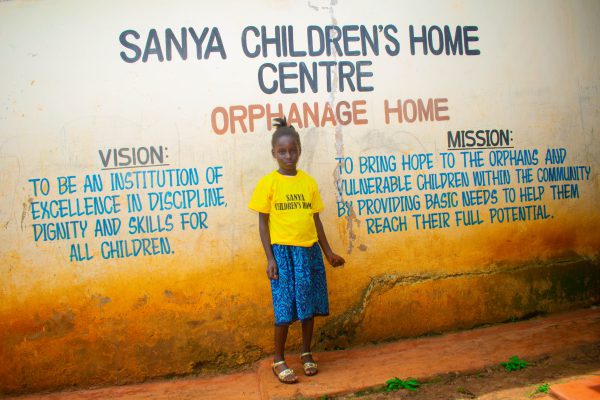 SANYA CHILDREN'S HOME
CENTRE
ORPHANAGE HOME
VISION:
TO BE AN INSTITUTION OF
EXCELLENCE IN DISCIPLINE,
DIGNITY AND SKILLS FOR
ALL CHILDREN.
MISSION:
TO BRING HOPE TO THE ORPHANS AND
VULNERABLE CHILDREN WITHIN THE COMMUNITY
BY PROVIDING BASIC NEEDS TO HELP THEM
REACH THEIR FULL POTENTIAL.
SANYA
CHILDREN'S HOME